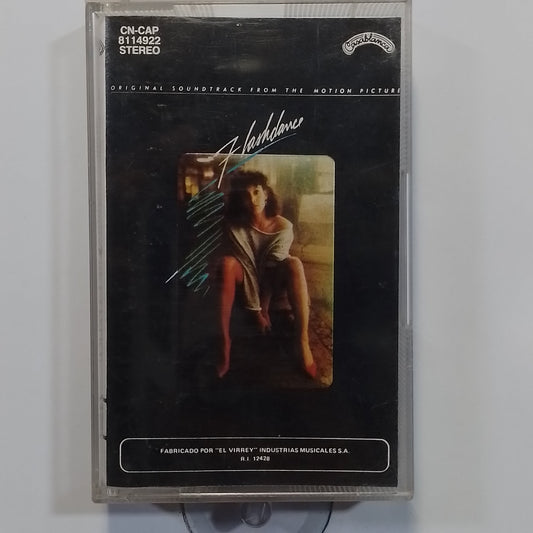 CN-CAP
8114922
STEREO
Casablanca
ORIGINAL SOUNDTRACK FROM THE MOTION PICTURE
Flashdance
FABRICADO POR "EL VIRREY" INDUSTRIAS MUSICALES S.A.
R.I. 12428